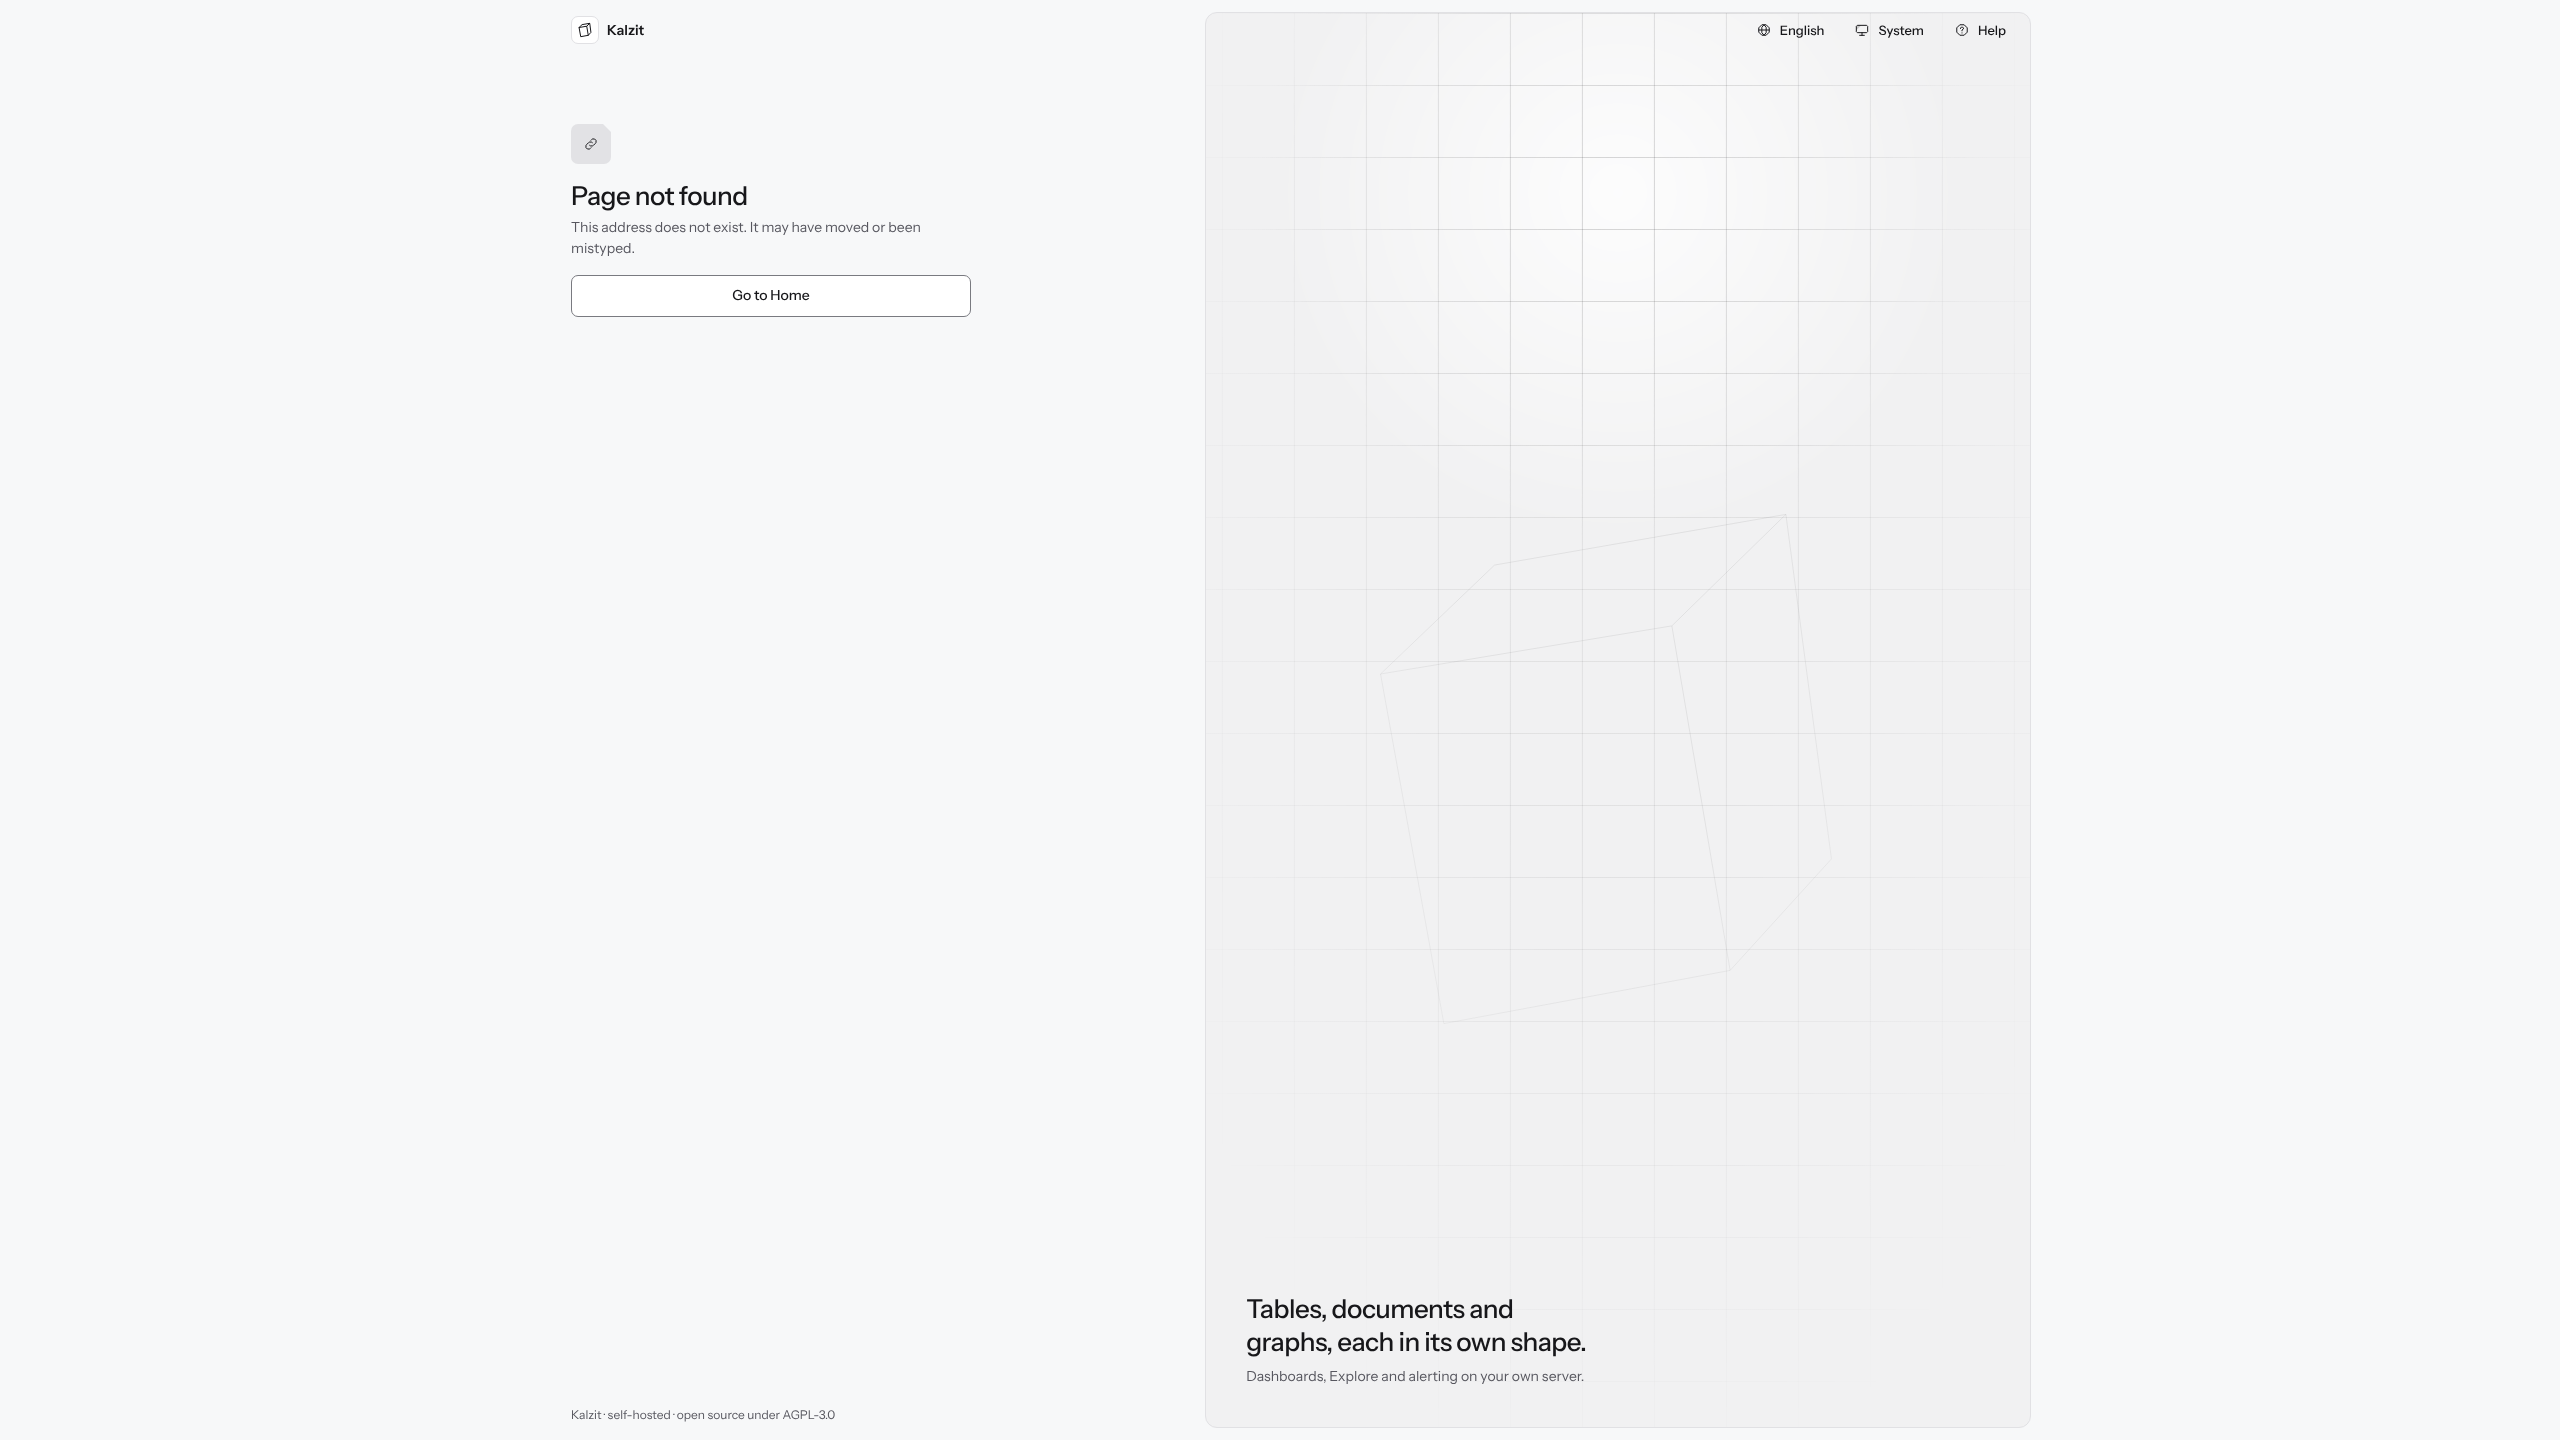 Kalzit
English
System
Help
Page not found
This address does not exist. It may have moved or been
mistyped.
Go to Home
Tables, documents and
graphs, each in its own shape.
Dashboards, Explore and alerting on your own server.
Kalzit · self-hosted · open source under AGPL-3.0